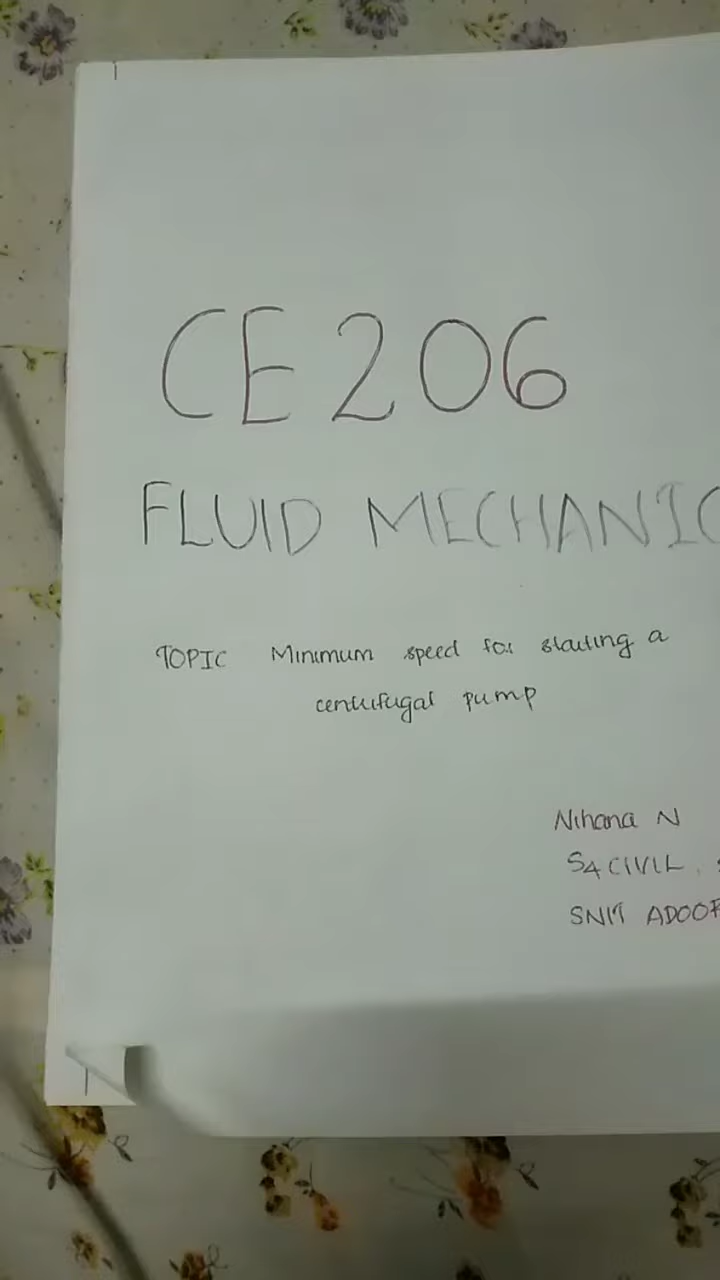 CE 206
FLUID MECHANIC
TOPIC Minimum speed for starting a
centrifugal pump
Nihana N
S4 CIVIL
SNIT ADOOR